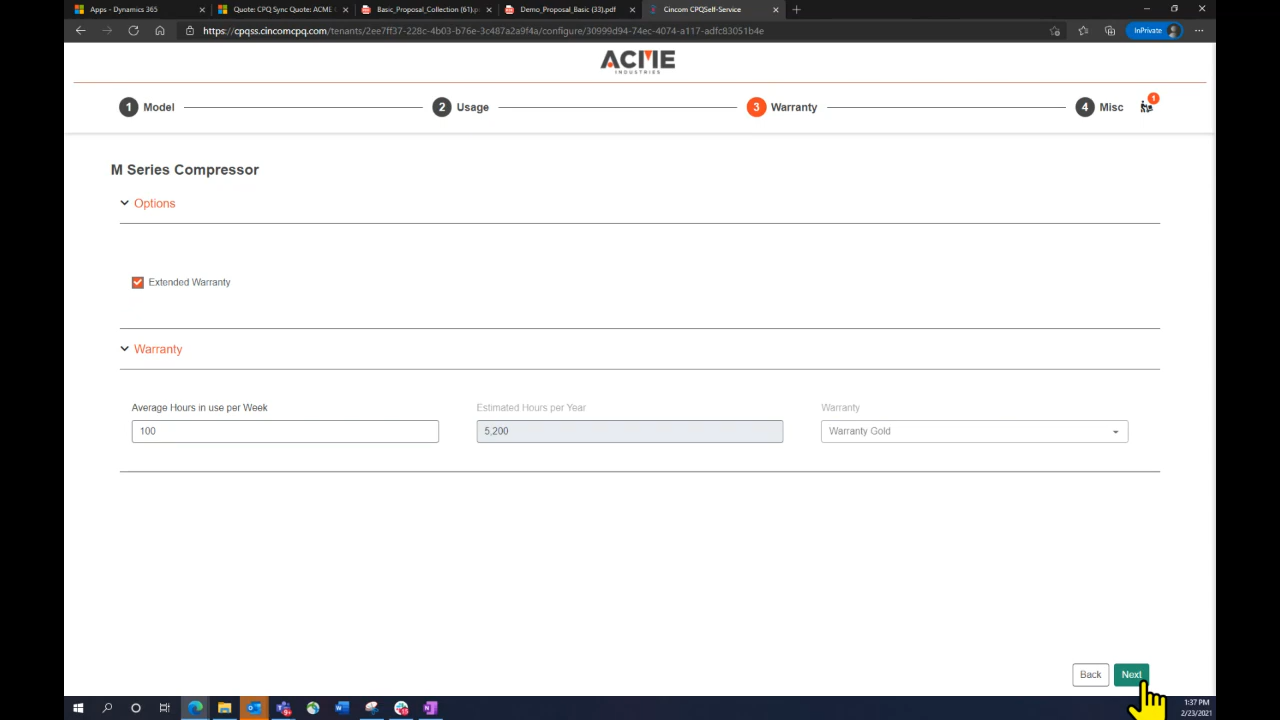 Apps - Dynamics 365
Quote: CPQ Sync Quote: ACME
Basic_Proposal_Collection (61).p
Demo_Proposal_Basic (33).pdf
Cincom CPQSelf-Service
https://cpqss.cincomcpq.com/tenants/2ee7ff37-228c-4b03-b76e-3c487a2a9f4a/configure/30999d94-74ec-4074-a117-adfc83051b4e
InPrivate
ACME
INDUSTRIES
1 Model
2 Usage
3 Warranty
4 Misc
1
M Series Compressor
Options
Extended Warranty
Warranty
Average Hours in use per Week
Estimated Hours per Year
Warranty
100
5,200
Warranty Gold
Back
Next
1:37 PM
2/23/2021